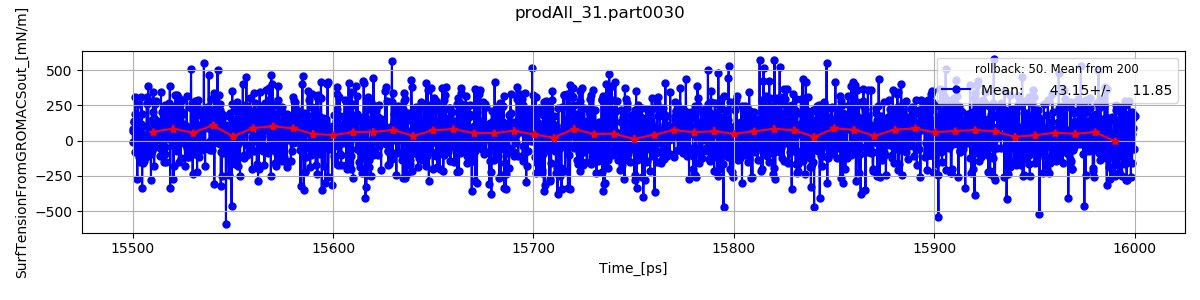 prodAll_31.part0030
SurfTensionFromGROMACSout_[mN/m]
500
250
0
−250
−500
rollback: 50. Mean from 200
Mean: 43.15+/- 11.85
15500 15600 15700 15800 15900 16000
Time_[ps]